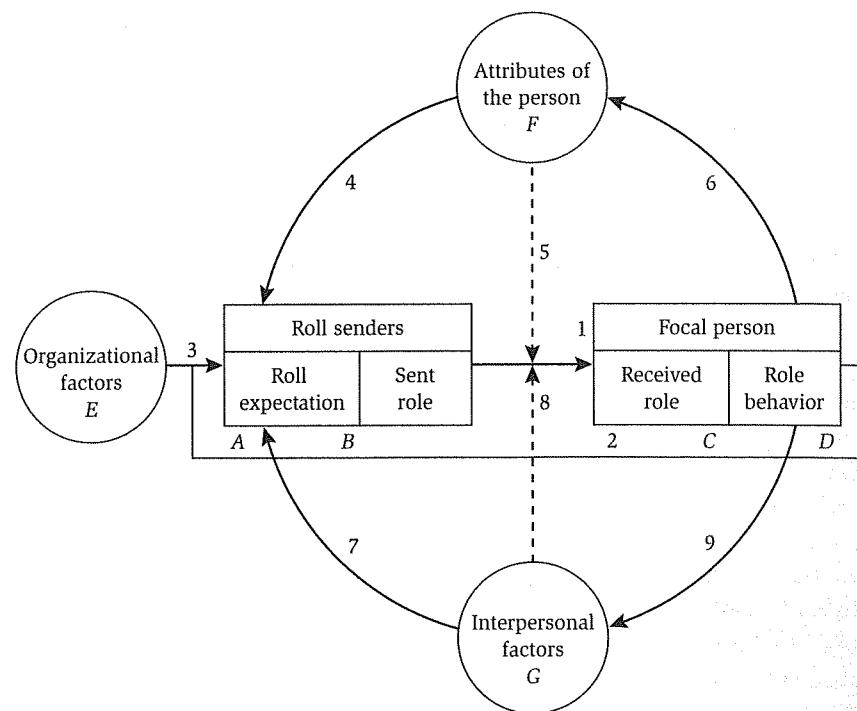 Attributes of
the person
F
4
6
5
3
Roll senders
1
Focal person
Organizational
factors
E
Roll
expectation
Sent
role
Received
role
Role
behavior
8
A
B
2
C
D
7
9
Interpersonal
factors
G